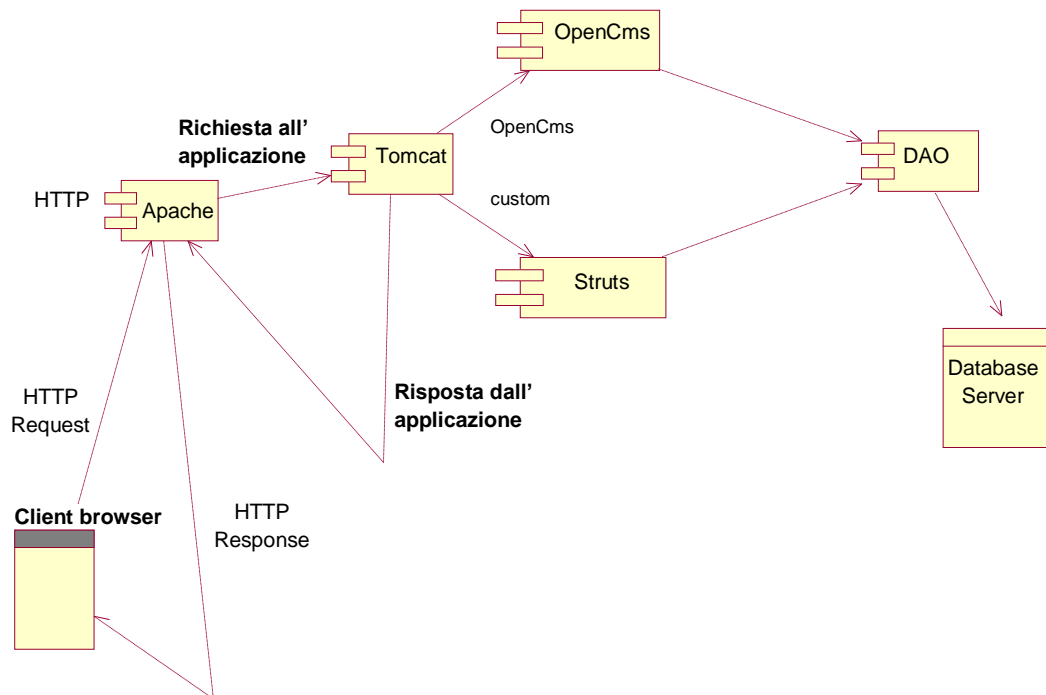 OpenCms
OpenCms
Richiesta all'
applicazione
Tomcat
DAO
HTTP
Apache
custom
Struts
Database
Server
HTTP
Request
Risposta dall'
applicazione
Client browser
HTTP
Response